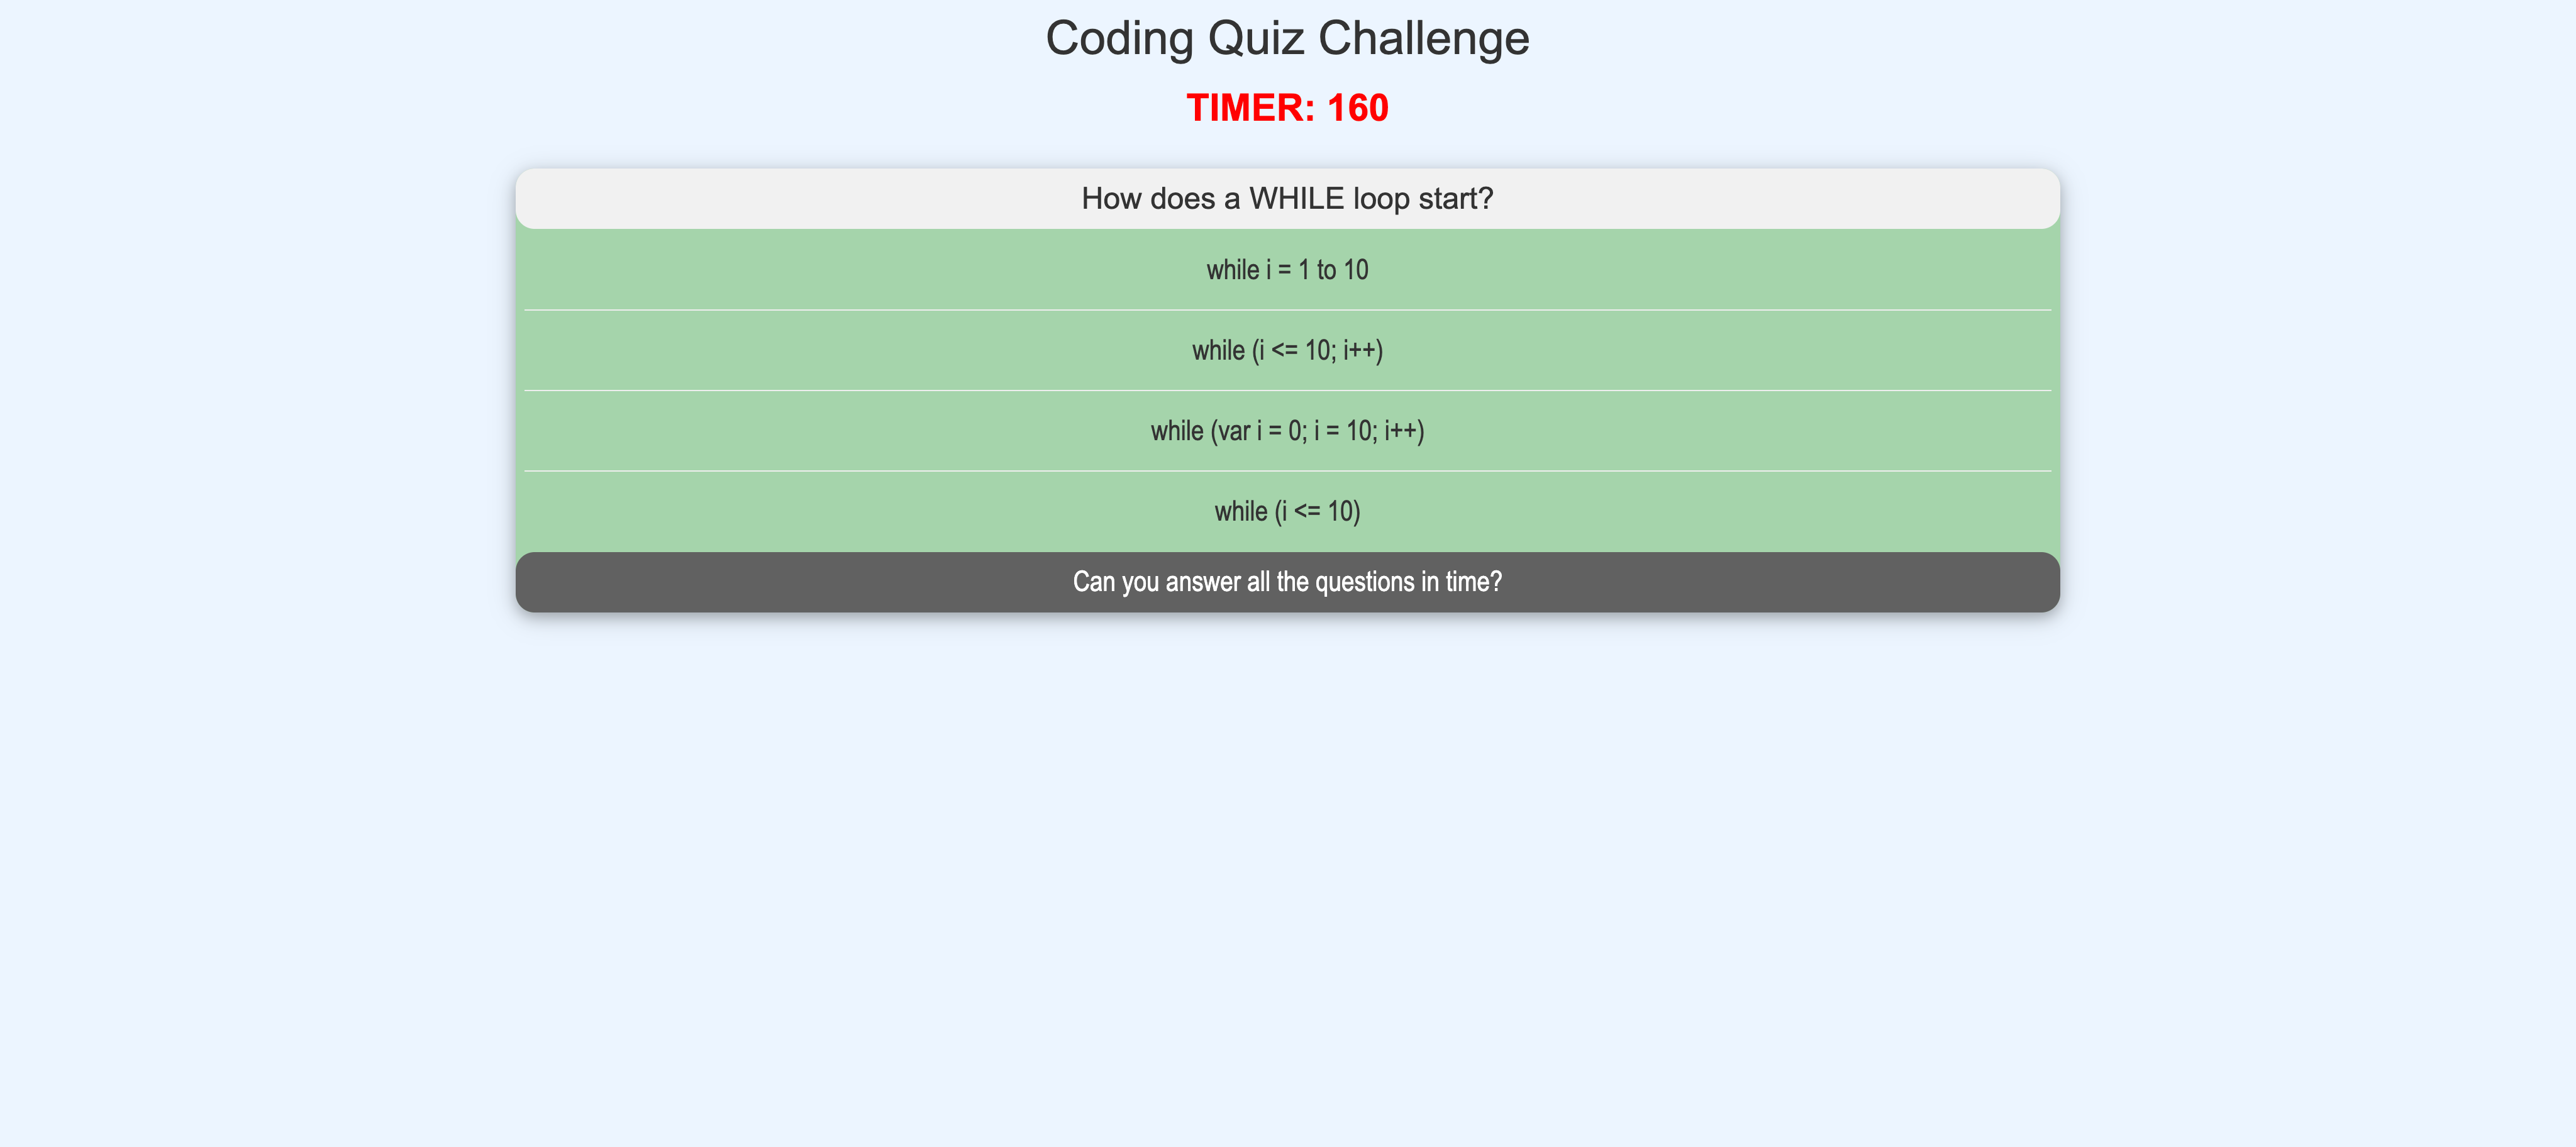 Coding Quiz Challenge
TIMER: 160
How does a WHILE loop start?
while i = 1 to 10
while (i <= 10; i++)
while (var i = 0; i = 10; i++)
while (i <= 10)
Can you answer all the questions in time?